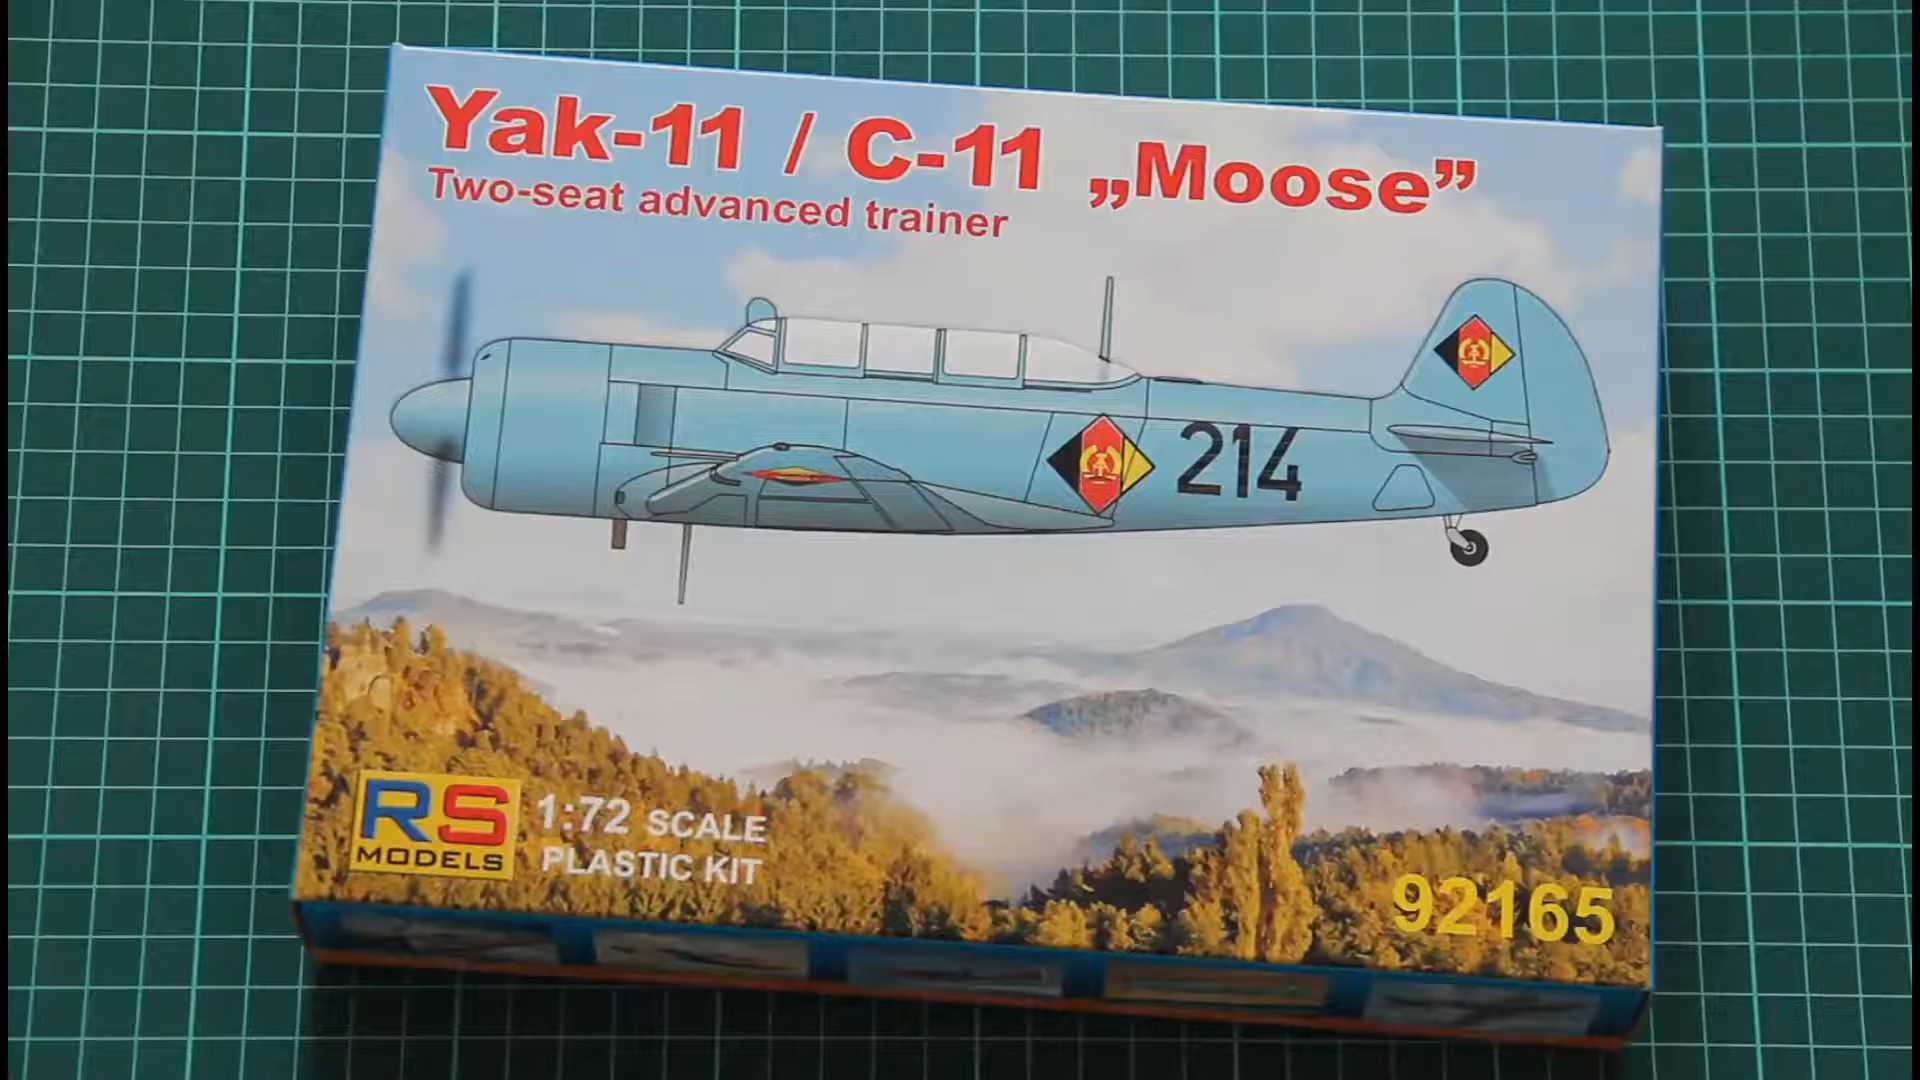 Yak-11 / C-11 „Moose”
Two-seat advanced trainer
214
RS
MODELS
1:72 SCALE
PLASTIC KIT
92165